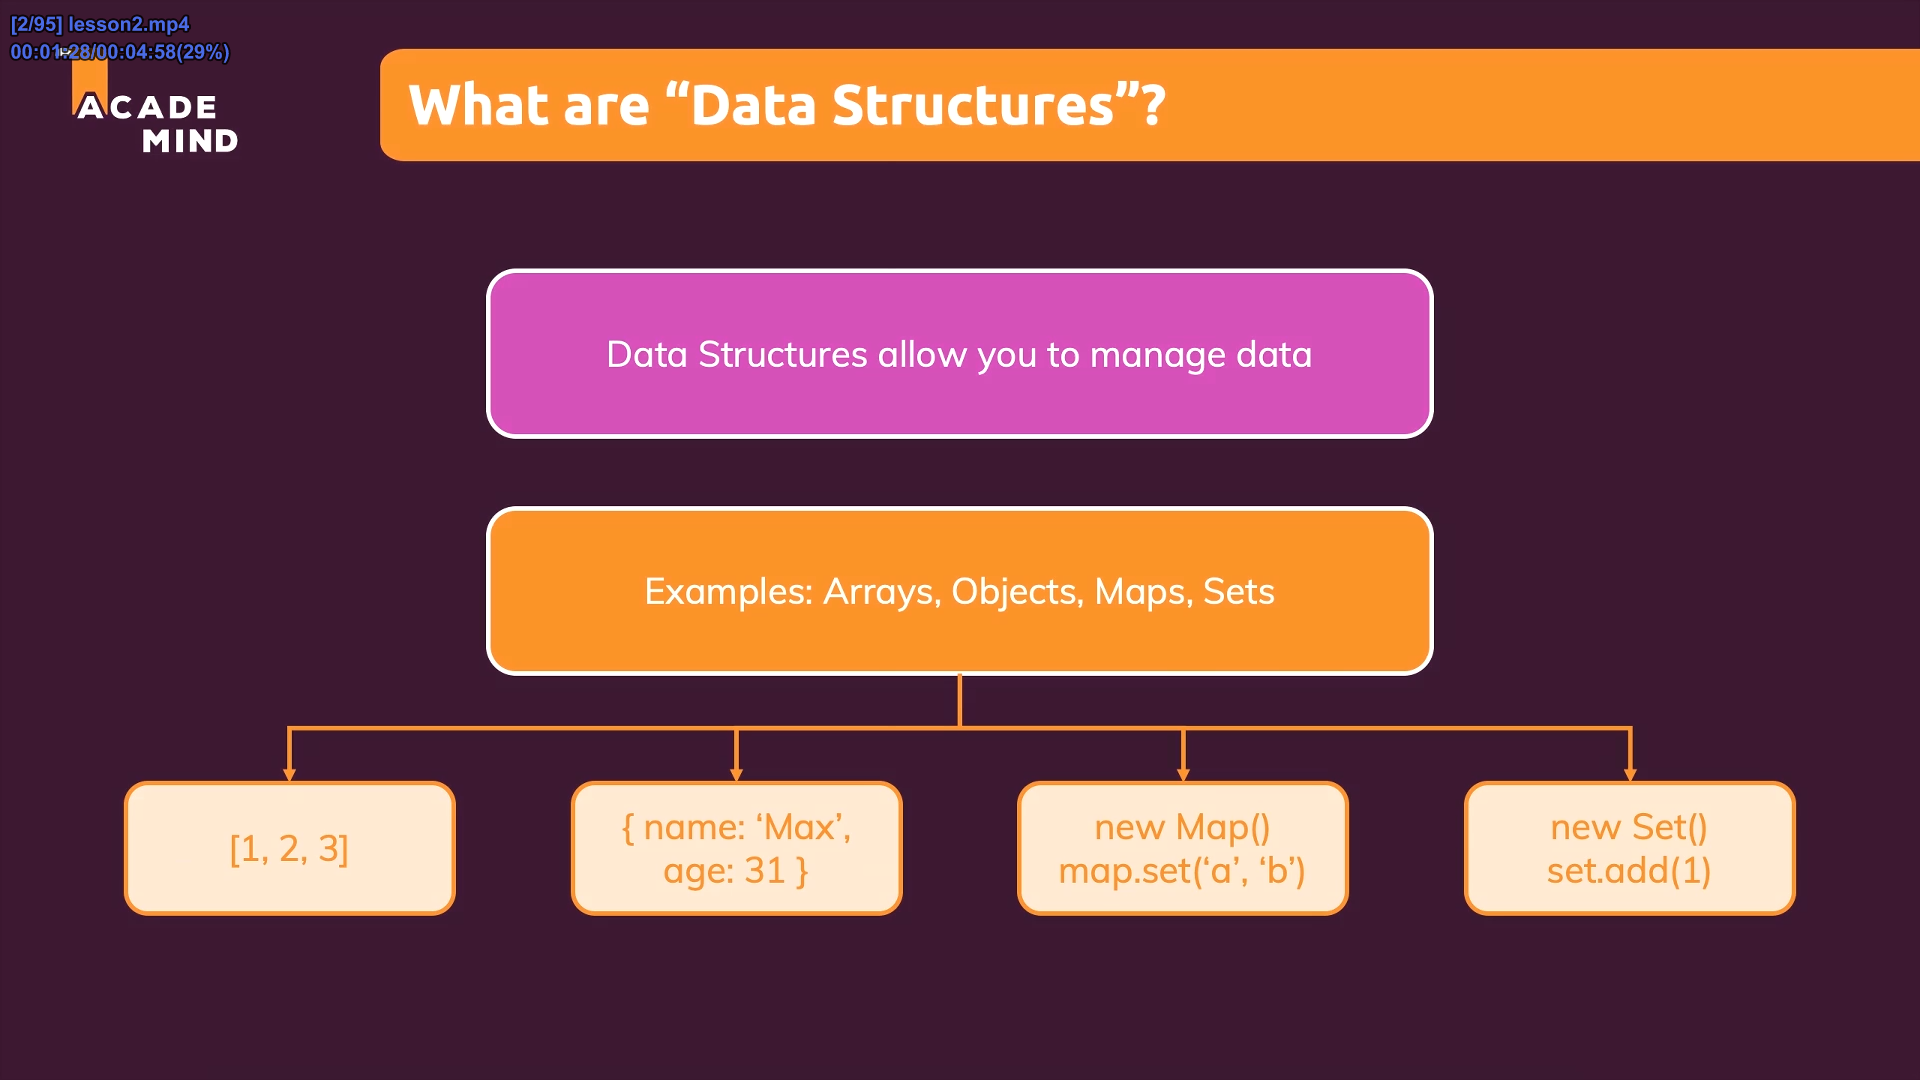 [2/95] lesson2.mp4
00:01:28/00:04:58(29%)
ACADE
MIND
What are “Data Structures”?
Data Structures allow you to manage data
Examples: Arrays, Objects, Maps, Sets
[1, 2, 3]
{ name: ‘Max’,
age: 31 }
new Map()
map.set(‘a’, ‘b’)
new Set()
set.add(1)